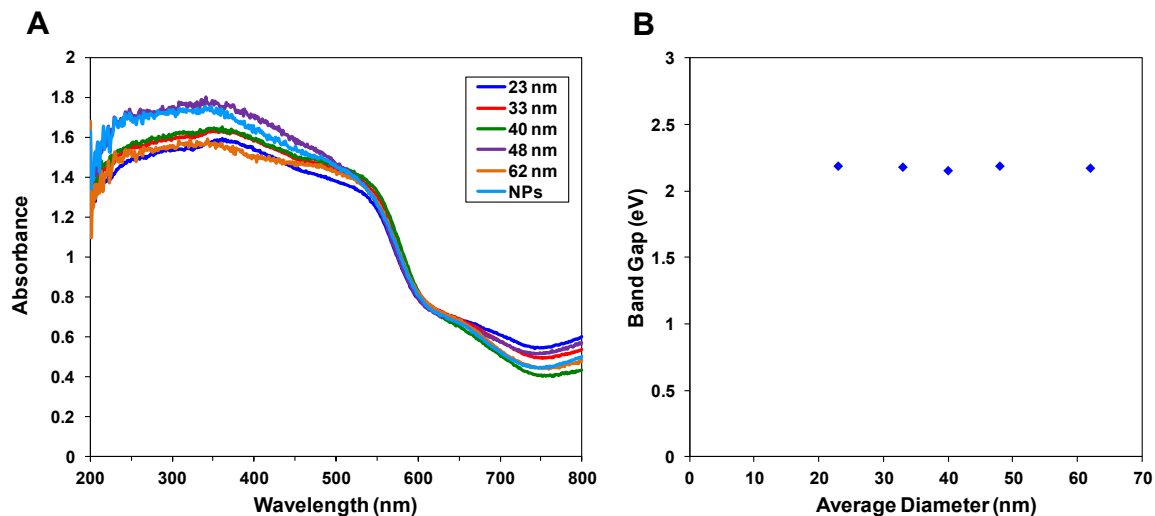 A
2
1.8
1.6
1.4
1.2
1
0.8
0.6
0.4
0.2
0
Absorbance
200 300 400 500 600 700 800
Wavelength (nm)
23 nm
33 nm
40 nm
48 nm
62 nm
NPs
B
3
2.5
2
1.5
1
0.5
0
Band Gap (eV)
0 10 20 30 40 50 60 70
Average Diameter (nm)